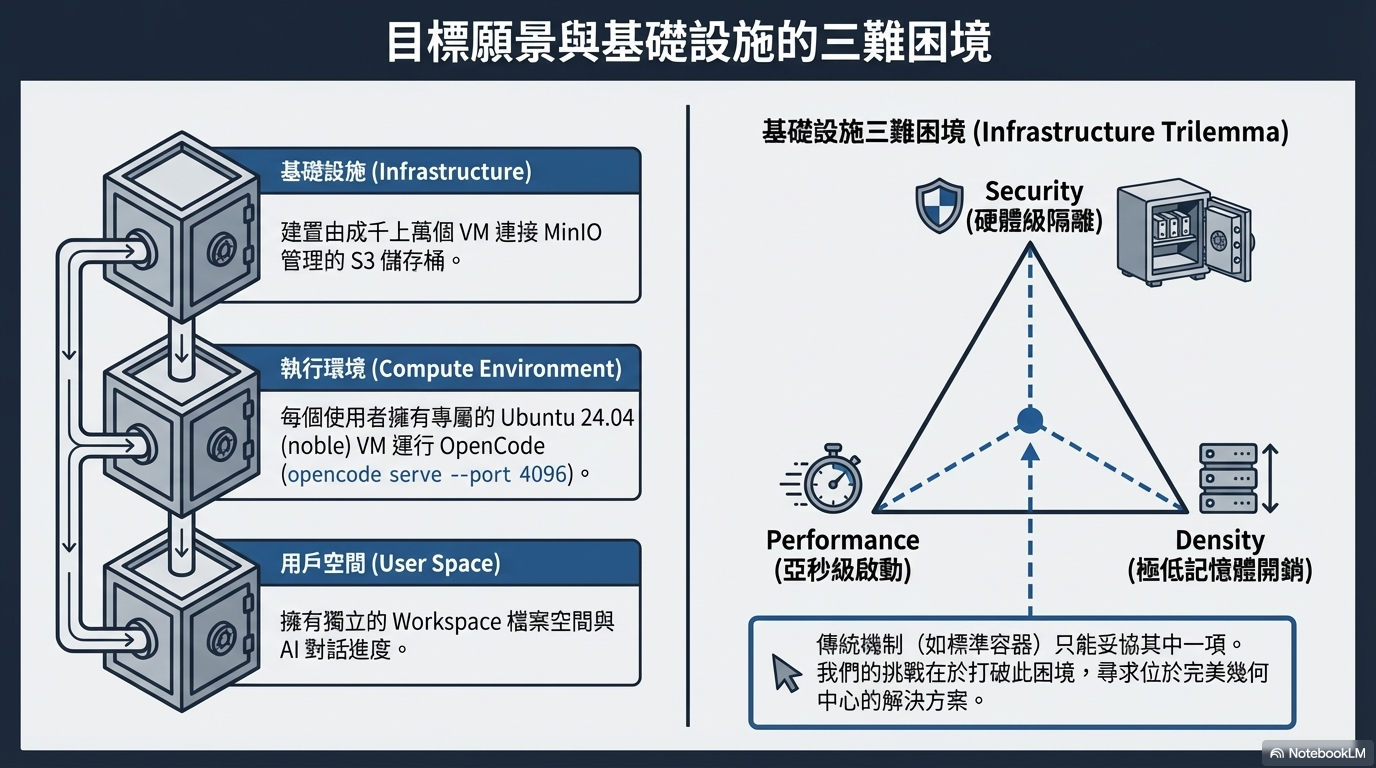 目標願景與基礎設施的三難困境
基礎設施 (Infrastructure)
建置由成千上萬個 VM 連接 MinIO
管理的 S3 儲存桶。
執行環境 (Compute Environment)
每個使用者擁有專屬的 Ubuntu 24.04
(noble) VM 運行 OpenCode
(opencode serve --port 4096)。
用戶空間 (User Space)
擁有獨立的 Workspace 檔案空間與
AI 對話進度。
基礎設施三難困境 (Infrastructure Trilemma)
Security
(硬體級隔離)
Performance
(亞秒級啟動)
Density
(極低記憶體開銷)
傳統機制（如標準容器）只能妥協其中一項。
我們的挑戰在於打破此困境，尋求位於完美幾何
中心的解決方案。
NotebookLM